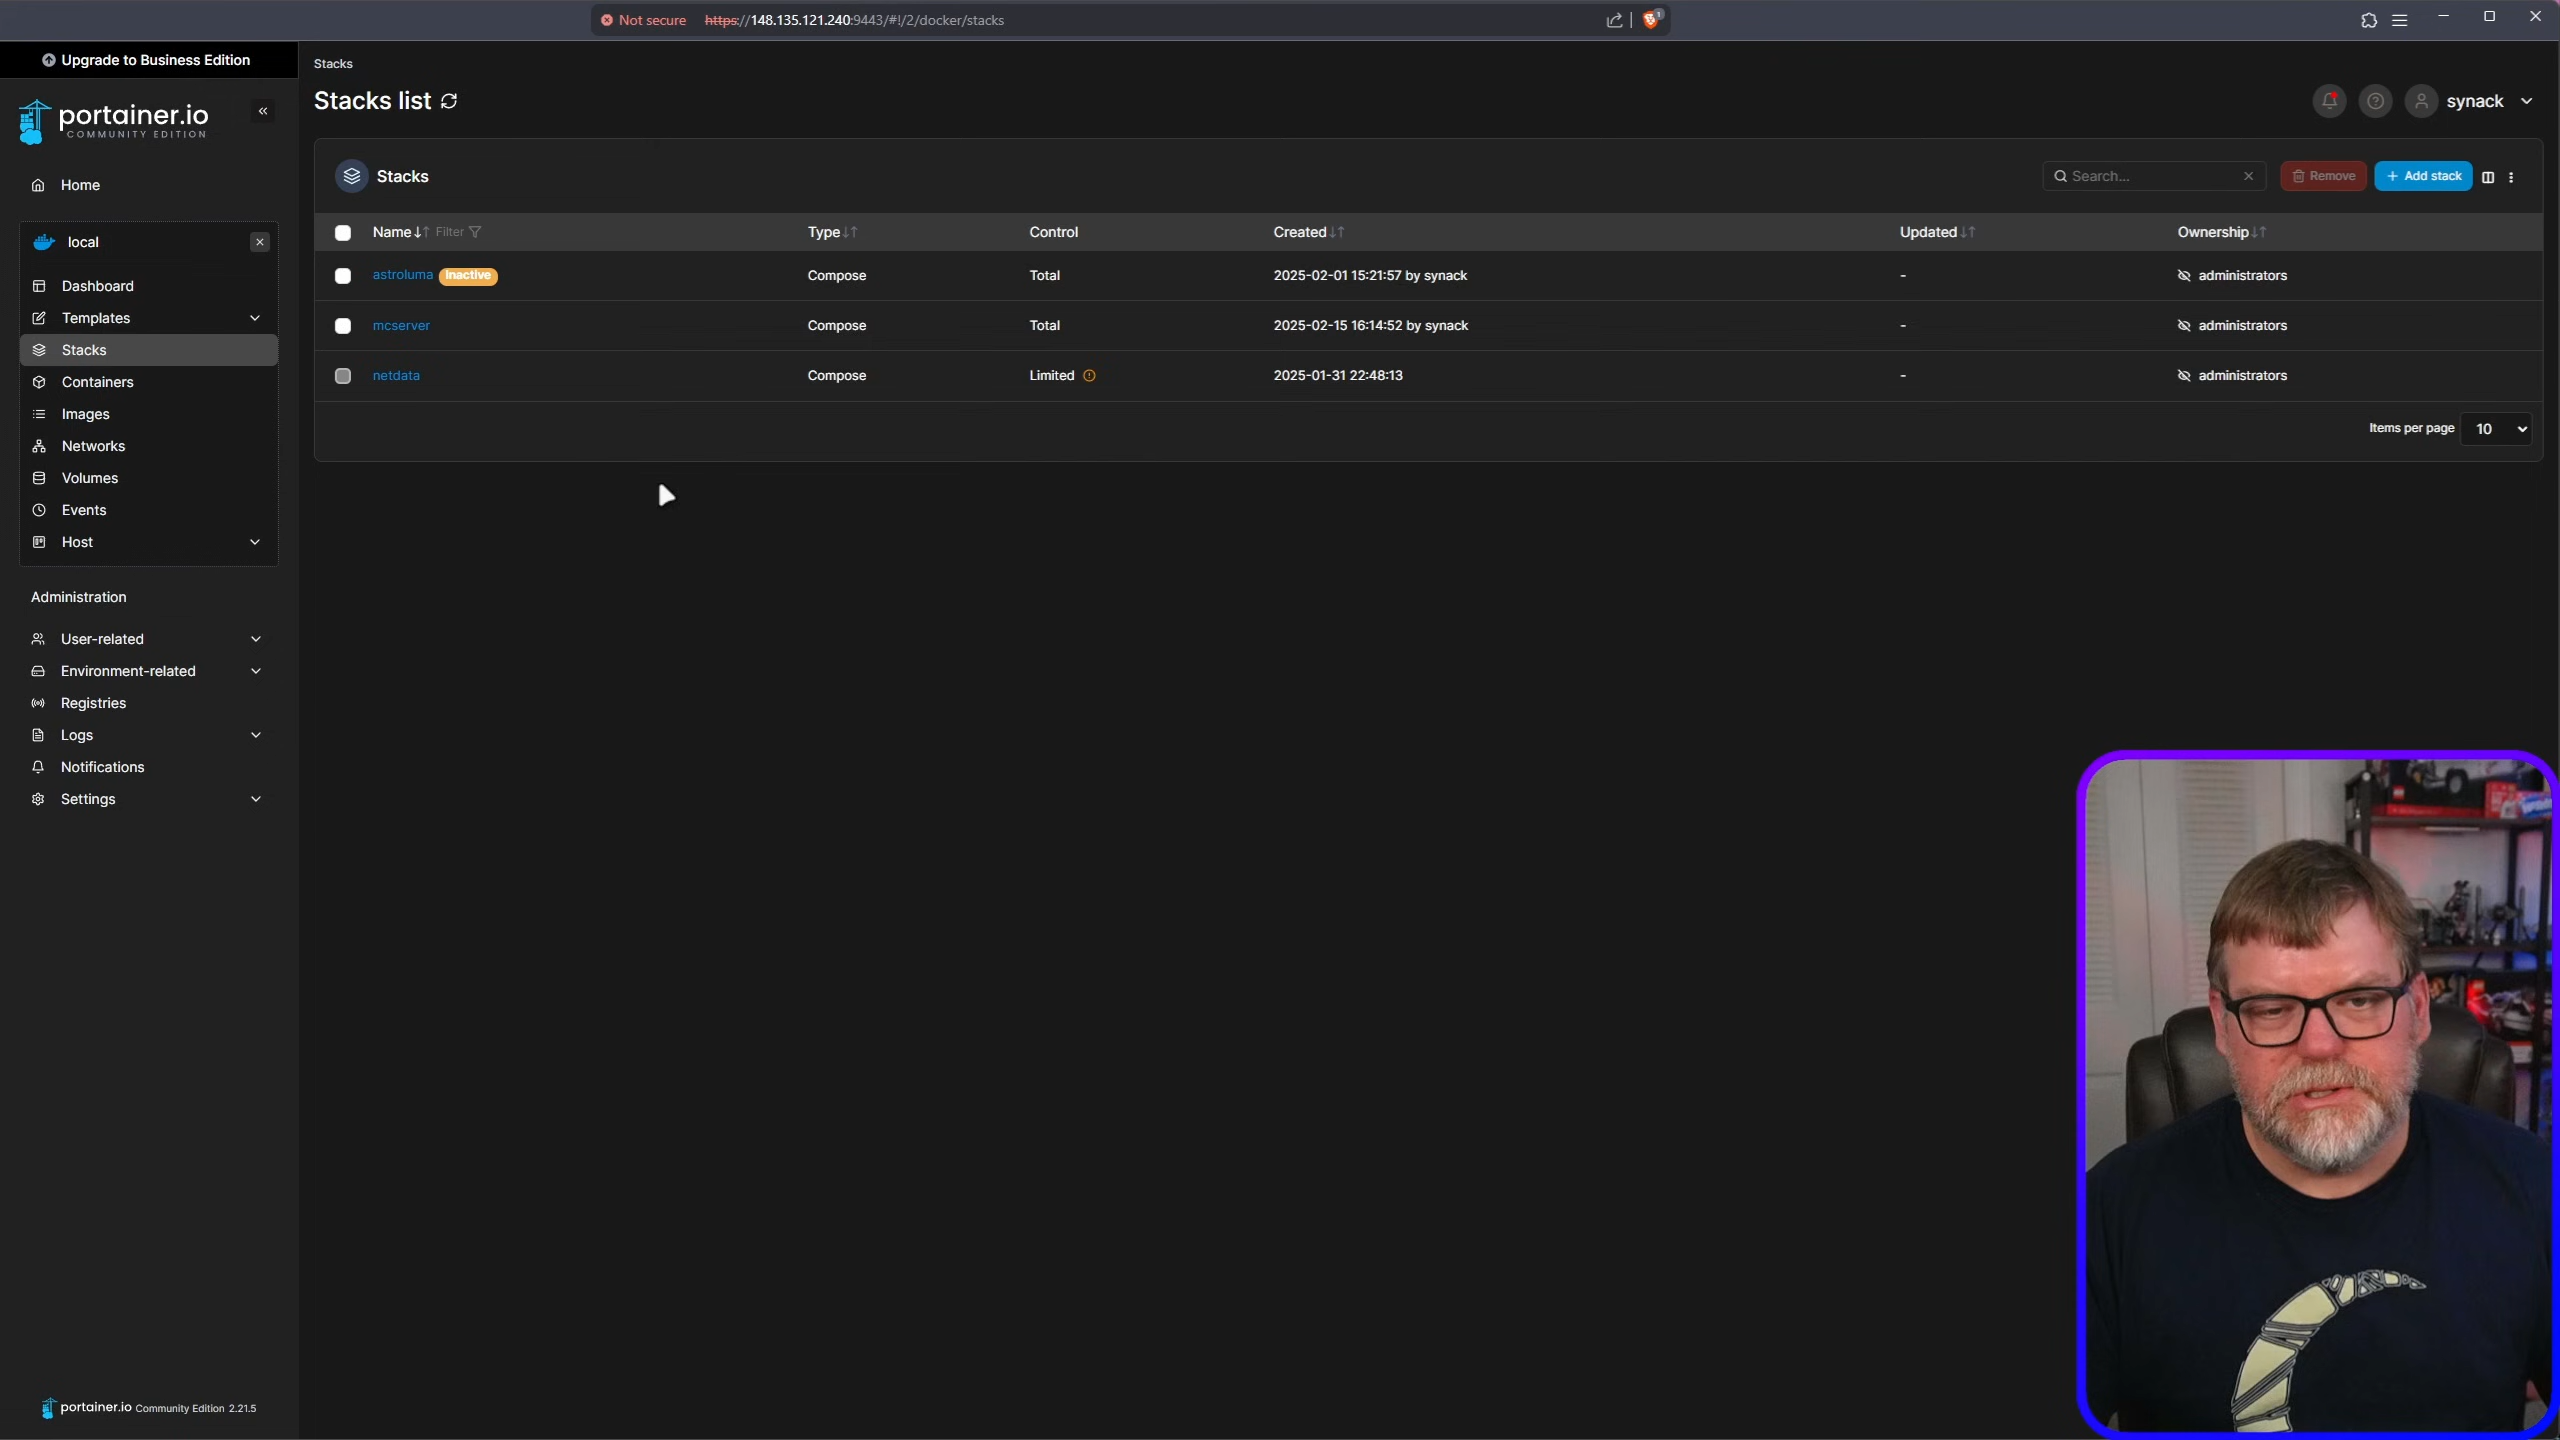 Not secure https://148.135.121.240:9443/#!/2/docker/stacks
Upgrade to Business Edition
portainer.io
COMMUNITY EDITION
Home
local
Dashboard
Templates
Stacks
Containers
Images
Networks
Volumes
Events
Host
Administration
User-related
Environment-related
Registries
Logs
Notifications
Settings
portainer.io Community Edition 2.21.5
Stacks
Stacks list
synack
Stacks
Search...
Remove
Add stack
Name Filter Type Control Created Updated Ownership
astroluma Inactive Compose Total 2025-02-01 15:21:57 by synack - administrators
mcserver Compose Total 2025-02-15 16:14:52 by synack - administrators
netdata Compose Limited 2025-01-31 22:48:13 - administrators
Items per page 10